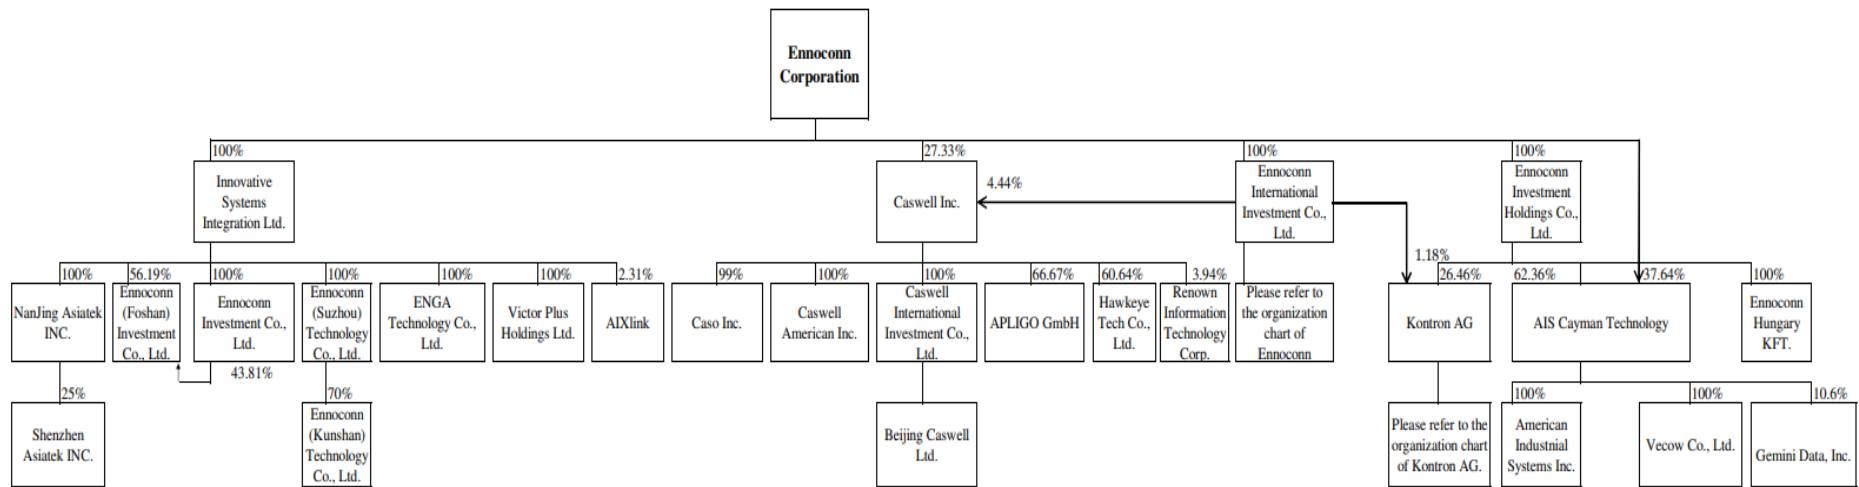 Ennoconn
Corporation
100%
27.33%
100%
100%
Innovative
Systems
Integration Ltd.
Caswell Inc.
4.44%
Ennoconn
International
Investment Co.,
Ltd.
Ennoconn
Investment
Holdings Co.,
Ltd.
1.18%
100%
56.19%
100%
100%
100%
100%
2.31%
99%
100%
100%
66.67%
60.64%
3.94%
26.46%
62.36%
37.64%
100%
NanJing Asiatek
INC.
Ennoconn
(Foshan)
Investment
Co., Ltd.
Ennoconn
Investment Co.,
Ltd.
Ennoconn
(Suzhou)
Technology
Co., Ltd.
ENGA
Technology Co.,
Ltd.
Victor Plus
Holdings Ltd.
AIXlink
Caso Inc.
Caswell
American Inc.
Caswell
International
Investment Co.,
Ltd.
APLIGO GmbH
Hawkeye
Tech Co.,
Ltd.
Renown
Information
Technology
Corp.
Please refer to
the organization
chart of
Ennoconn
Kontron AG
AIS Cayman Technology
Ennoconn
Hungary
KFT.
43.81%
25%
70%
100%
100%
10.6%
Shenzhen
Asiatek INC.
Ennoconn
(Kunshan)
Technology
Co., Ltd.
Beijing Caswell
Ltd.
Please refer to the
organization chart
of Kontron AG.
American
Industnial
Systems Inc.
Vecow Co., Ltd.
Gemini Data, Inc.